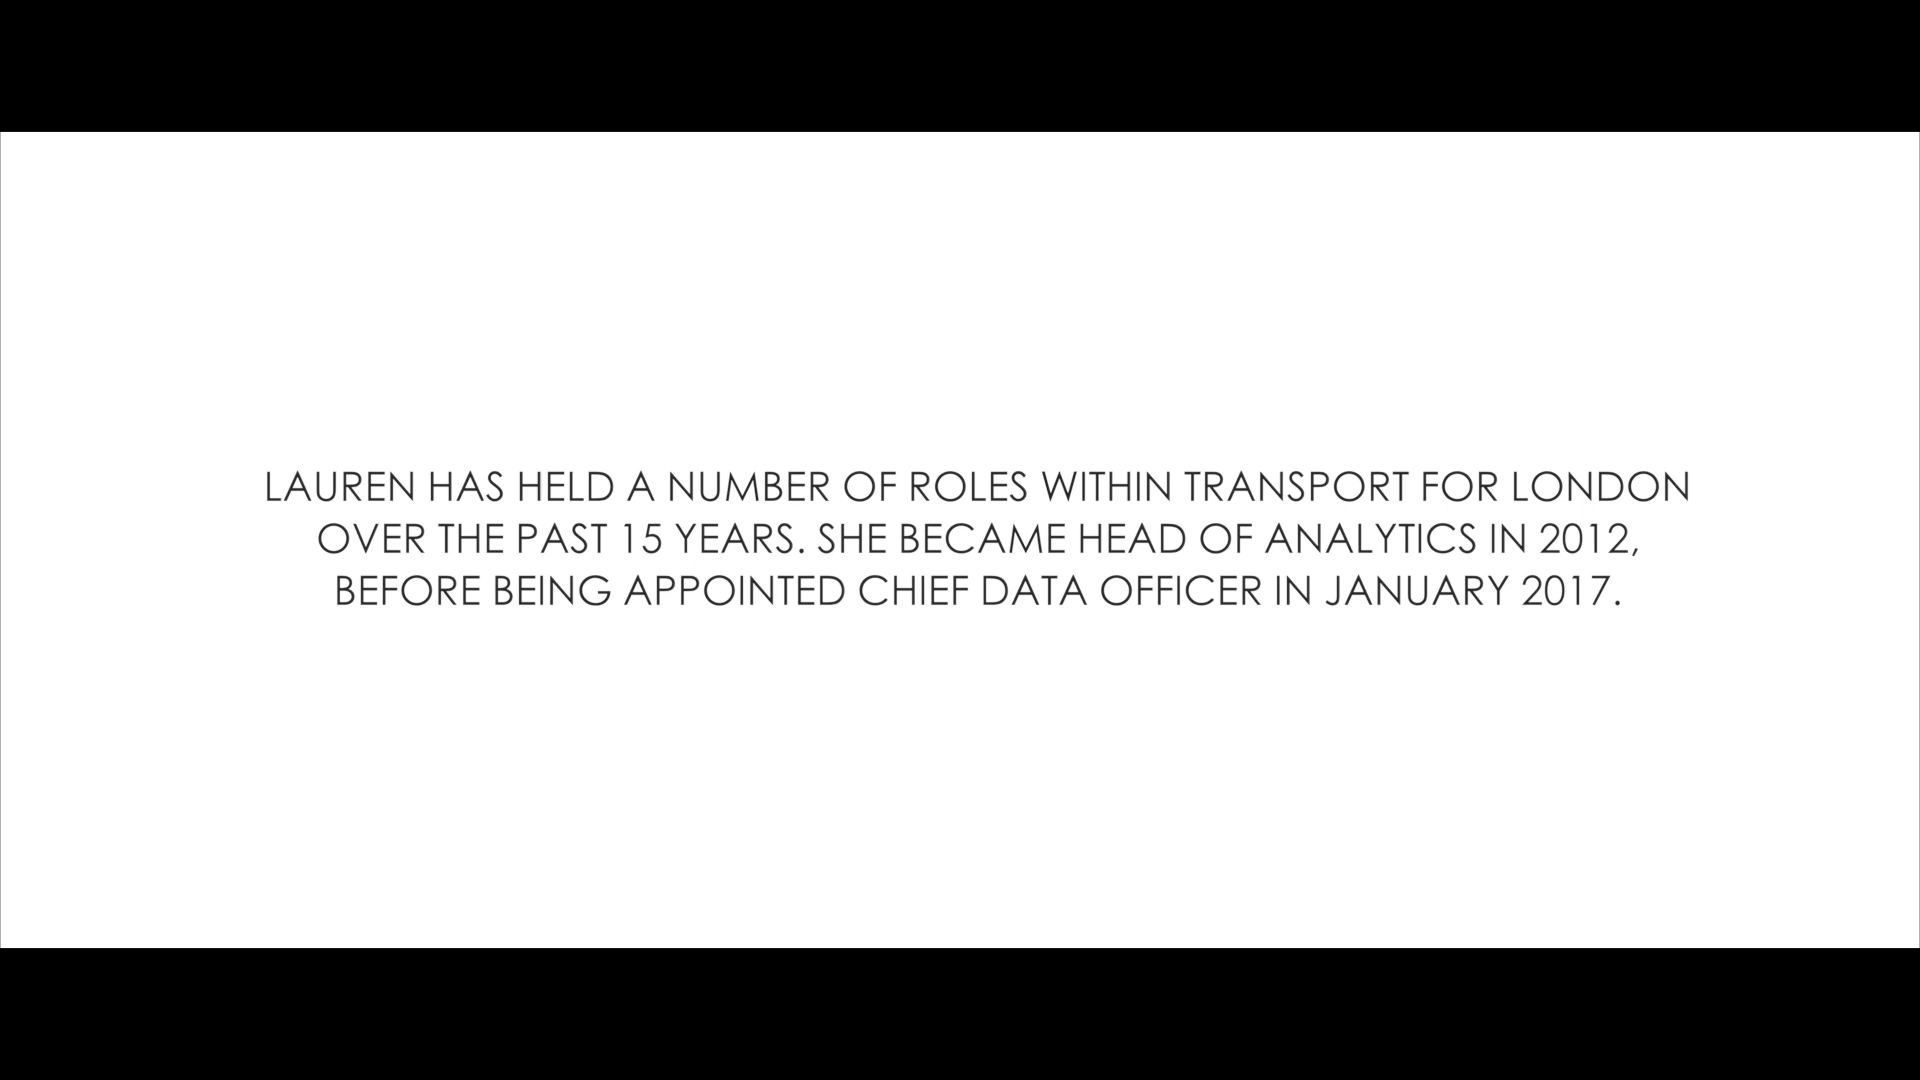 LAUREN HAS HELD A NUMBER OF ROLES WITHIN TRANSPORT FOR LONDON
OVER THE PAST 15 YEARS. SHE BECAME HEAD OF ANALYTICS IN 2012,
BEFORE BEING APPOINTED CHIEF DATA OFFICER IN JANUARY 2017.